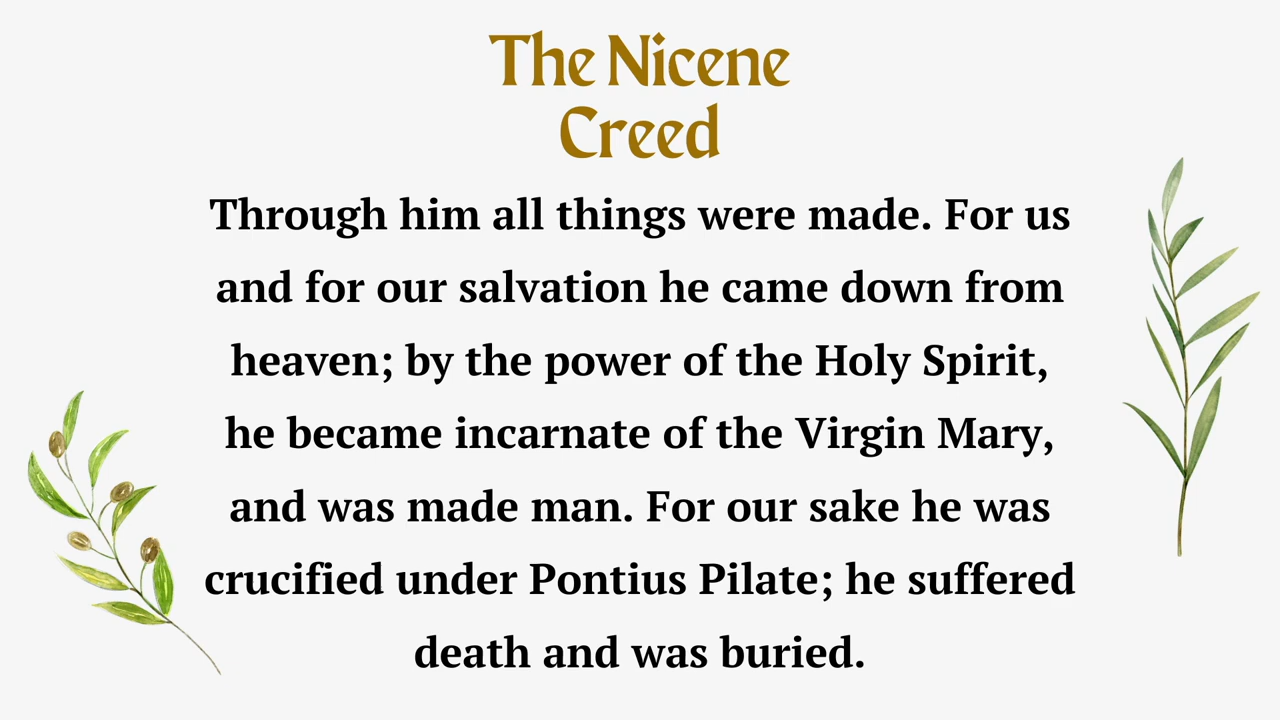 The Nicene
Creed
Through him all things were made. For us
and for our salvation he came down from
heaven; by the power of the Holy Spirit,
he became incarnate of the Virgin Mary,
and was made man. For our sake he was
crucified under Pontius Pilate; he suffered
death and was buried.